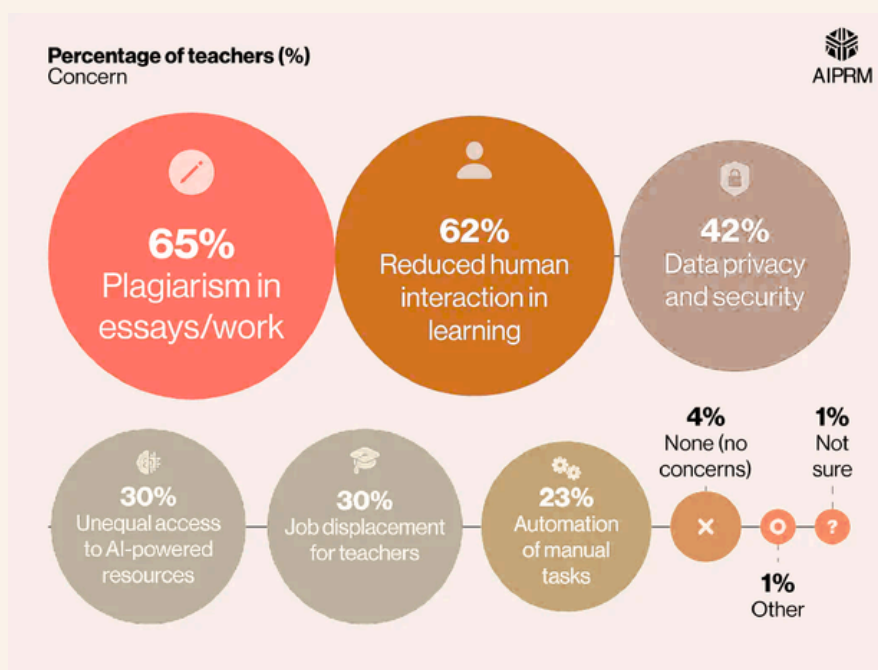 Percentage of teachers (%)
Concern
AIPRM
65%
Plagiarism in
essays/work
62%
Reduced human
interaction in
learning
42%
Data privacy
and security
30%
Unequal access
to AI-powered
resources
30%
Job displacement
for teachers
23%
Automation
of manual
tasks
4%
None (no
concerns)
1%
Other
1%
Not
sure
?